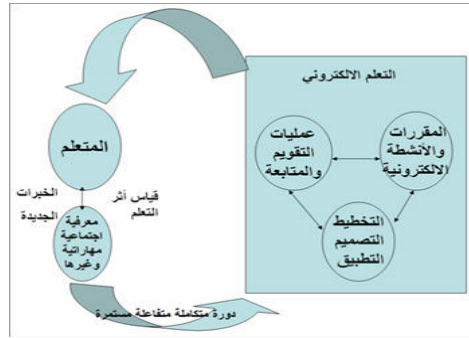 التعلم الالكتروني
المقررات
والأنشطة
الالكترونية
عمليات
التقويم
والمتابعة
التخطيط
التصميم
التطبيق
المتعلم
قياس أثر
التعلم
الخبرات
الجديدة
معرفية
اجتماعية
مهاراتية
وغيرها
دورة متكاملة متفاعلة مستمرة